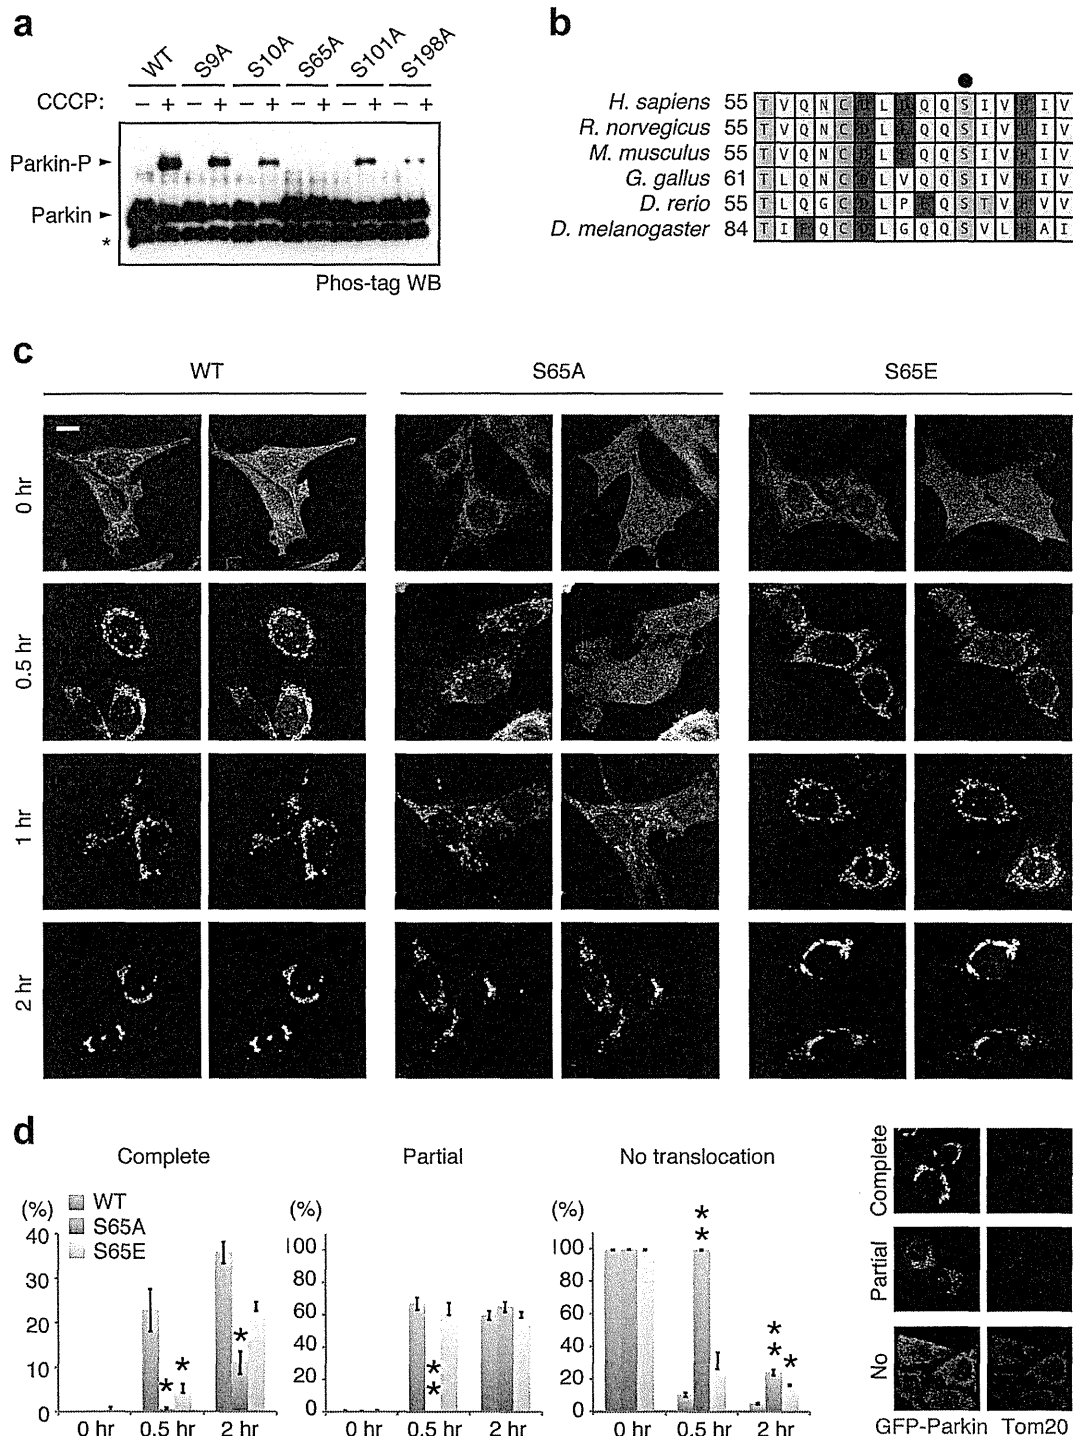 a
WT S9A S10A S65A S101A S198A
CCCP: − + − + − + − + − + − +
Parkin-P
Parkin
*
Phos-tag WB
b
H. sapiens 55 T V Q N C D L Q Q S I V H I V
R. norvegicus 55 T V Q N C D L Q Q S I V H I V
M. musculus 55 T V Q N C D L Q Q S I V H I V
G. gallus 61 T L Q N C D L V Q Q S I V H I V
D. rerio 55 T L Q G C D L P Q S T V H V V
D. melanogaster 84 T I Q C D L G Q Q S V L H A I
c
WT S65A S65E
0 hr
0.5 hr
1 hr
2 hr
d
Complete
(%)
WT
S65A
S65E
40
30
20
10
0
* * *
0 hr 0.5 hr 2 hr
Partial
(%)
100
80
60
40
20
0
* *
0 hr 0.5 hr 2 hr
No translocation
(%)
100
80
60
40
20
0
* * * * *
0 hr 0.5 hr 2 hr
Complete
Partial
No
GFP-Parkin Tom20